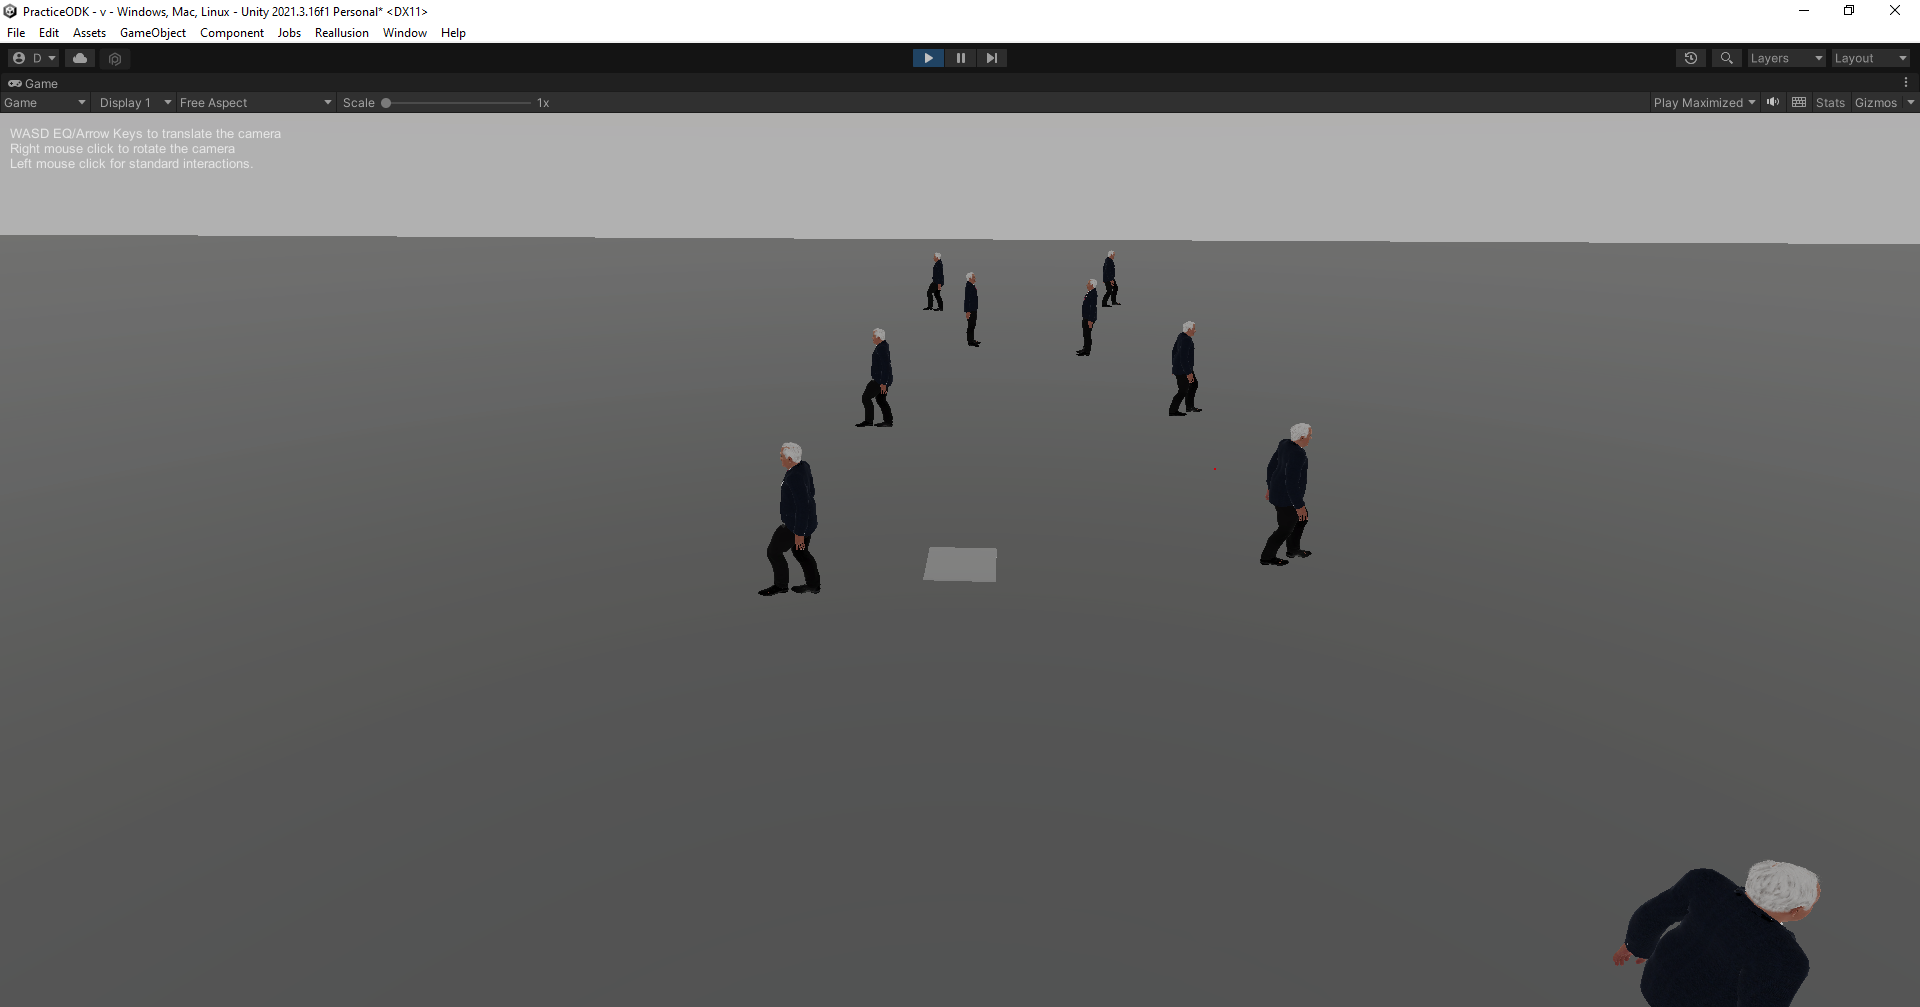 PracticeODK - v - Windows, Mac, Linux - Unity 2021.3.16f1 Personal* <DX11>
File Edit Assets GameObject Component Jobs Reallusion Window Help
D Layers Layout
Game
Game Display 1 Free Aspect Scale 1x Play Maximized Stats Gizmos
WASD EQ/Arrow Keys to translate the camera
Right mouse click to rotate the camera
Left mouse click for standard interactions.